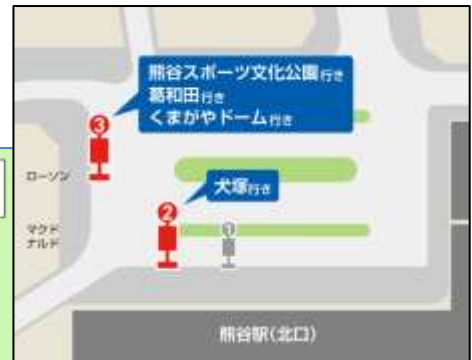 熊谷スポーツ文化公園行き
葛和田行き
くまがやドーム行き
3
ローソン
犬塚行き
2
1
マクド
ナルド
熊谷駅(北口)